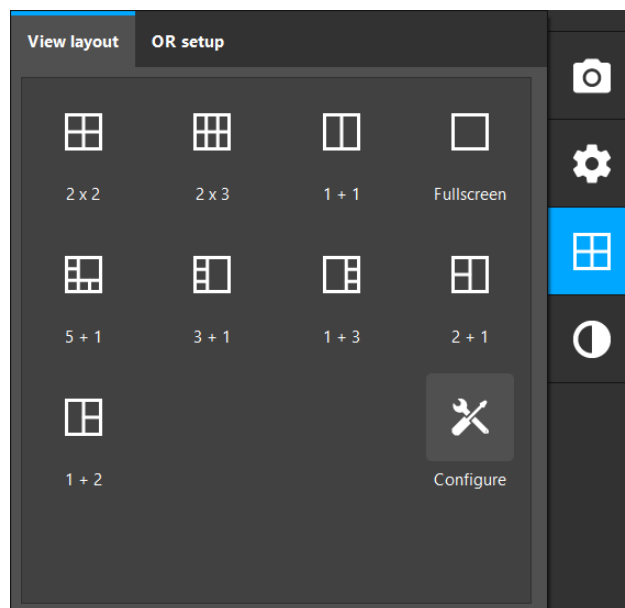 View layout OR setup
2 x 2 2 x 3 1 + 1 Fullscreen
5 + 1 3 + 1 1 + 3 2 + 1
1 + 2 Configure